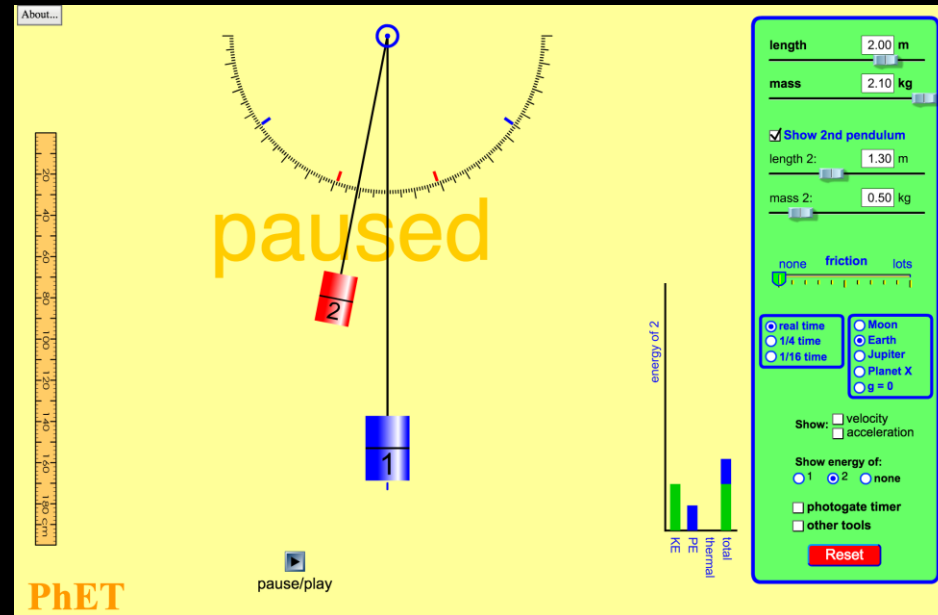 About...
length 2.00 m
mass 2.10 kg
Show 2nd pendulum
length 2: 1.30 m
mass 2: 0.50 kg
friction
none lots
real time
1/4 time
1/16 time
Moon
Earth
Jupiter
Planet X
g = 0
Show: velocity
acceleration
Show energy of:
1 2 none
photogate timer
other tools
Reset
paused
2
1
20
40
60
80
100
120
140
160
180 cm
energy of 2
KE
PE
thermal
total
pause/play
PhET